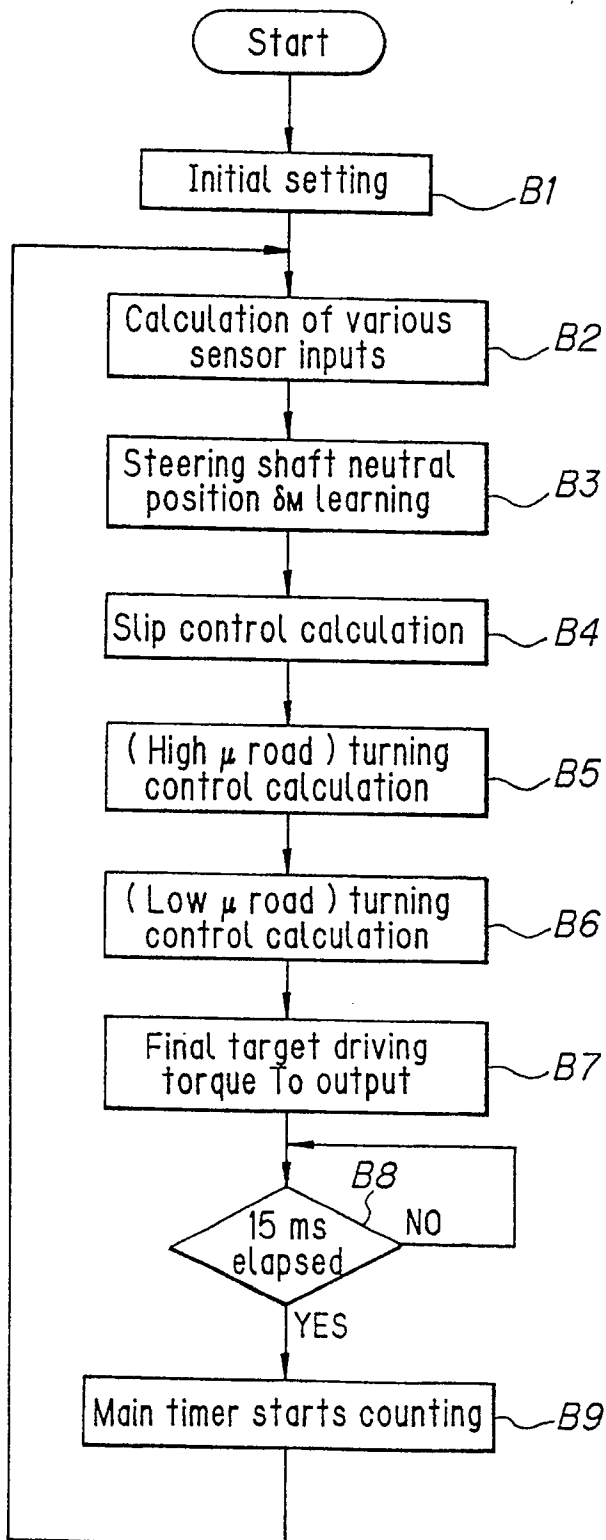 Start
Initial setting
B1
Calculation of various
sensor inputs
B2
Steering shaft neutral
position δM learning
B3
Slip control calculation
B4
( High μ road ) turning
control calculation
B5
( Low μ road ) turning
control calculation
B6
Final target driving
torque To output
B7
B8
15 ms
elapsed
NO
YES
Main timer starts counting
B9